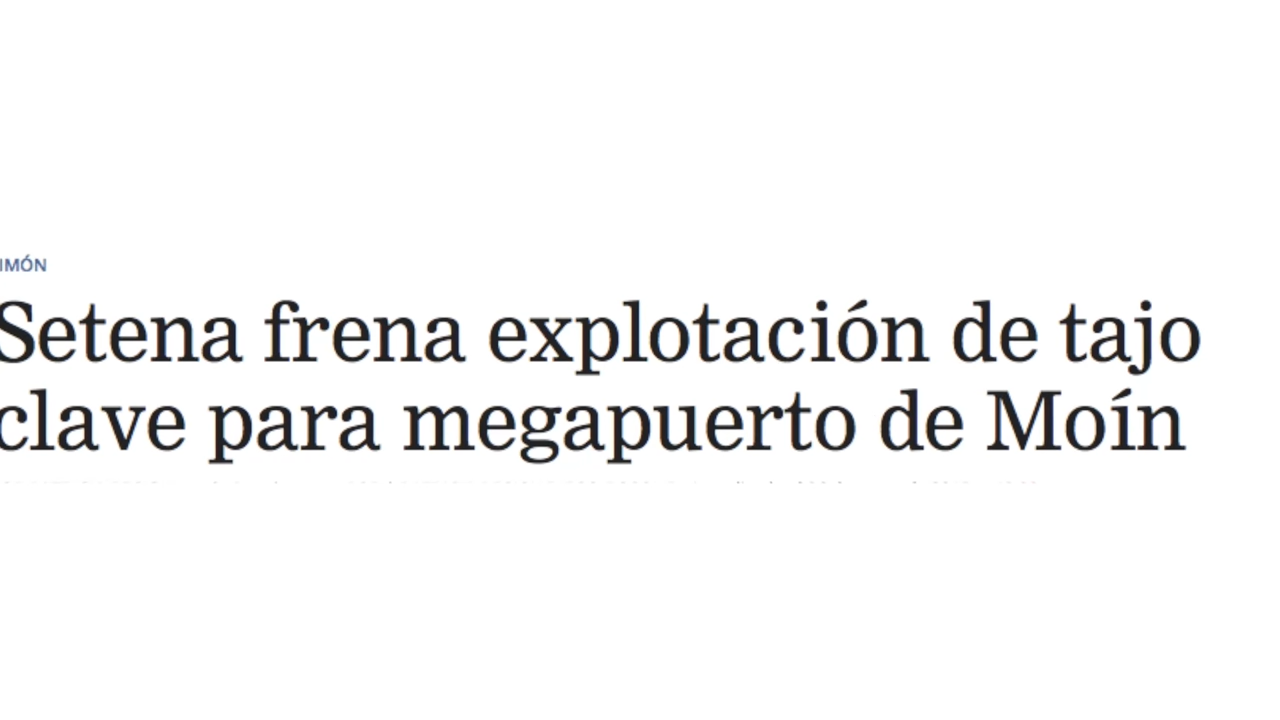 IMÓN
Setena frena explotación de tajo
clave para megapuerto de Moín